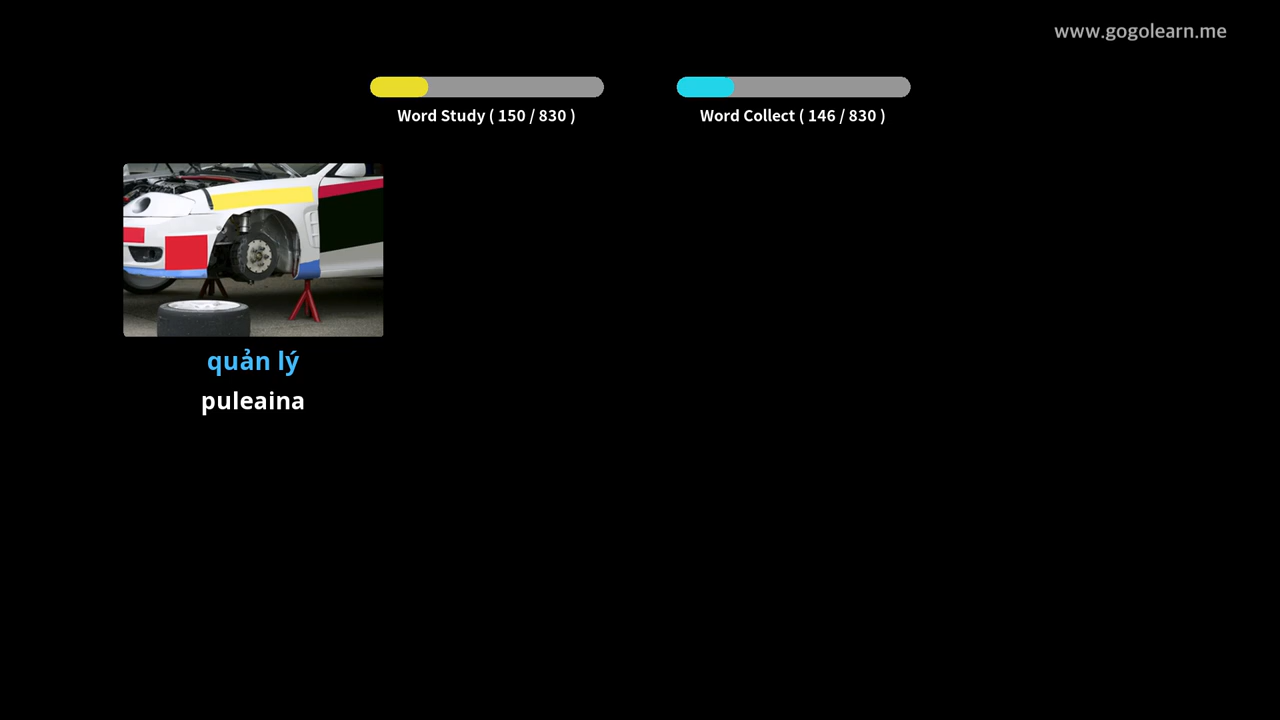 www.gogolearn.me
Word Study ( 150 / 830 )
Word Collect ( 146 / 830 )
quản lý
puleaina